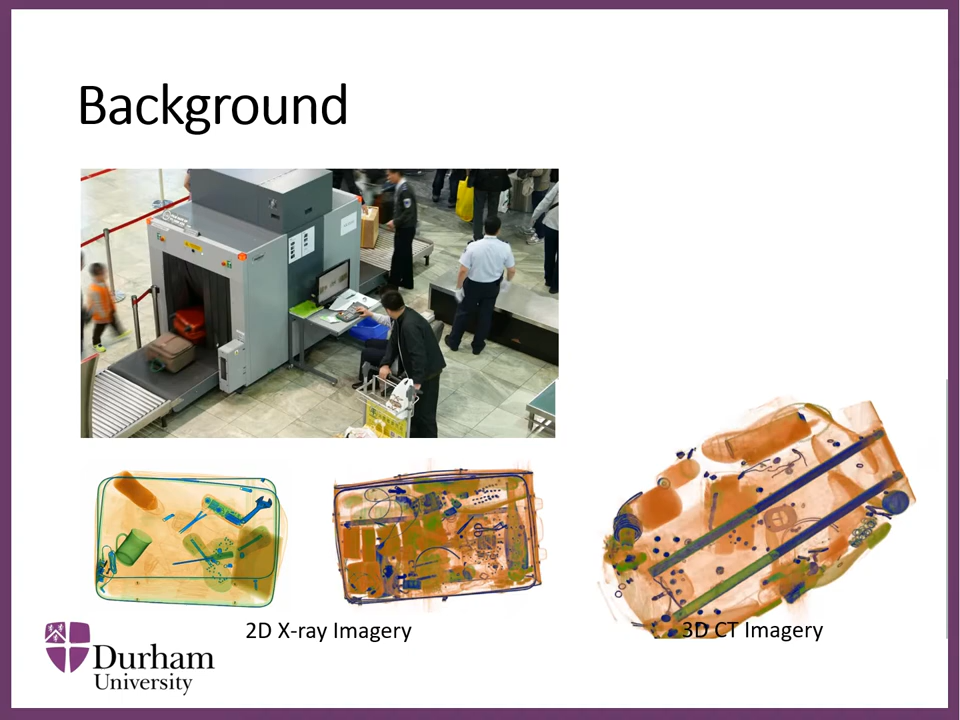 Background
2D X-ray Imagery
3D CT Imagery
Durham
University